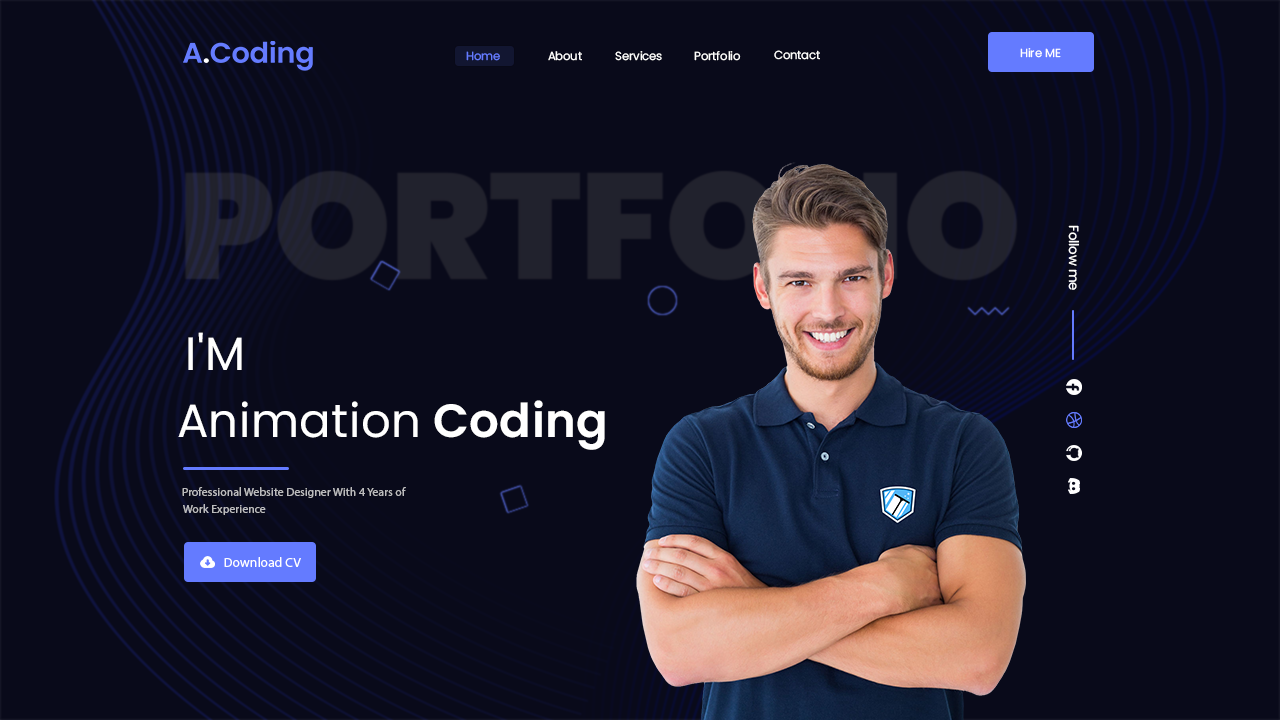 A.Coding
Home
About
Services
Portfolio
Contact
Hire ME
PORTFOLIO
Follow me
I'M
Animation Coding
Professional Website Designer With 4 Years of
Work Experience
Download CV